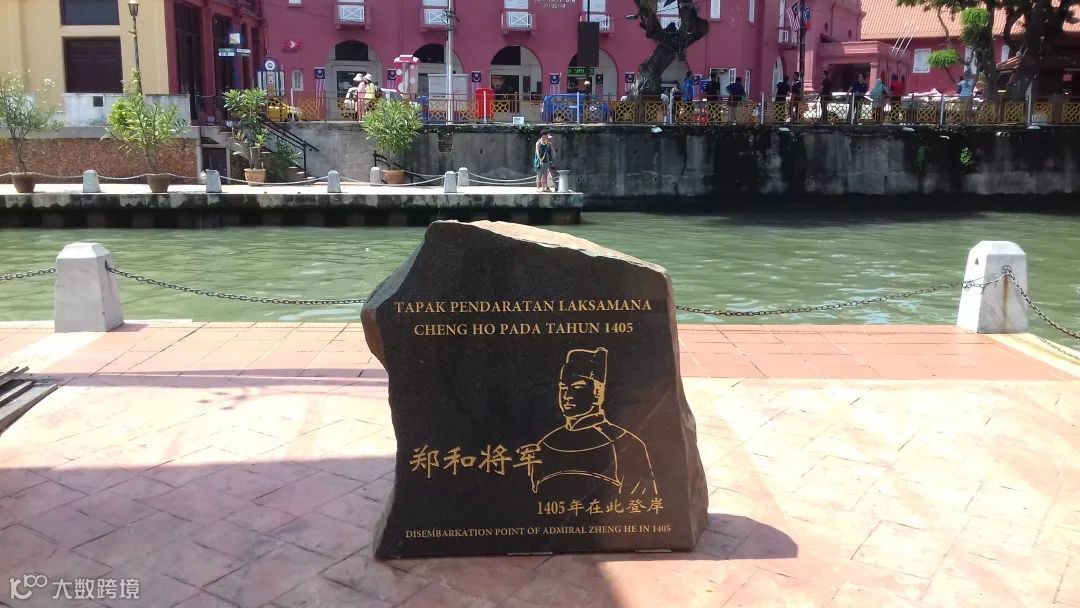 TAPAK PENDARATAN LAKSAMANA
CHENG HO PADA TAHUN 1405
郑和将军
1405年在此登岸
DISEMBARKATION POINT OF ADMIRAL ZHENG HE IN 1405
大数跨境